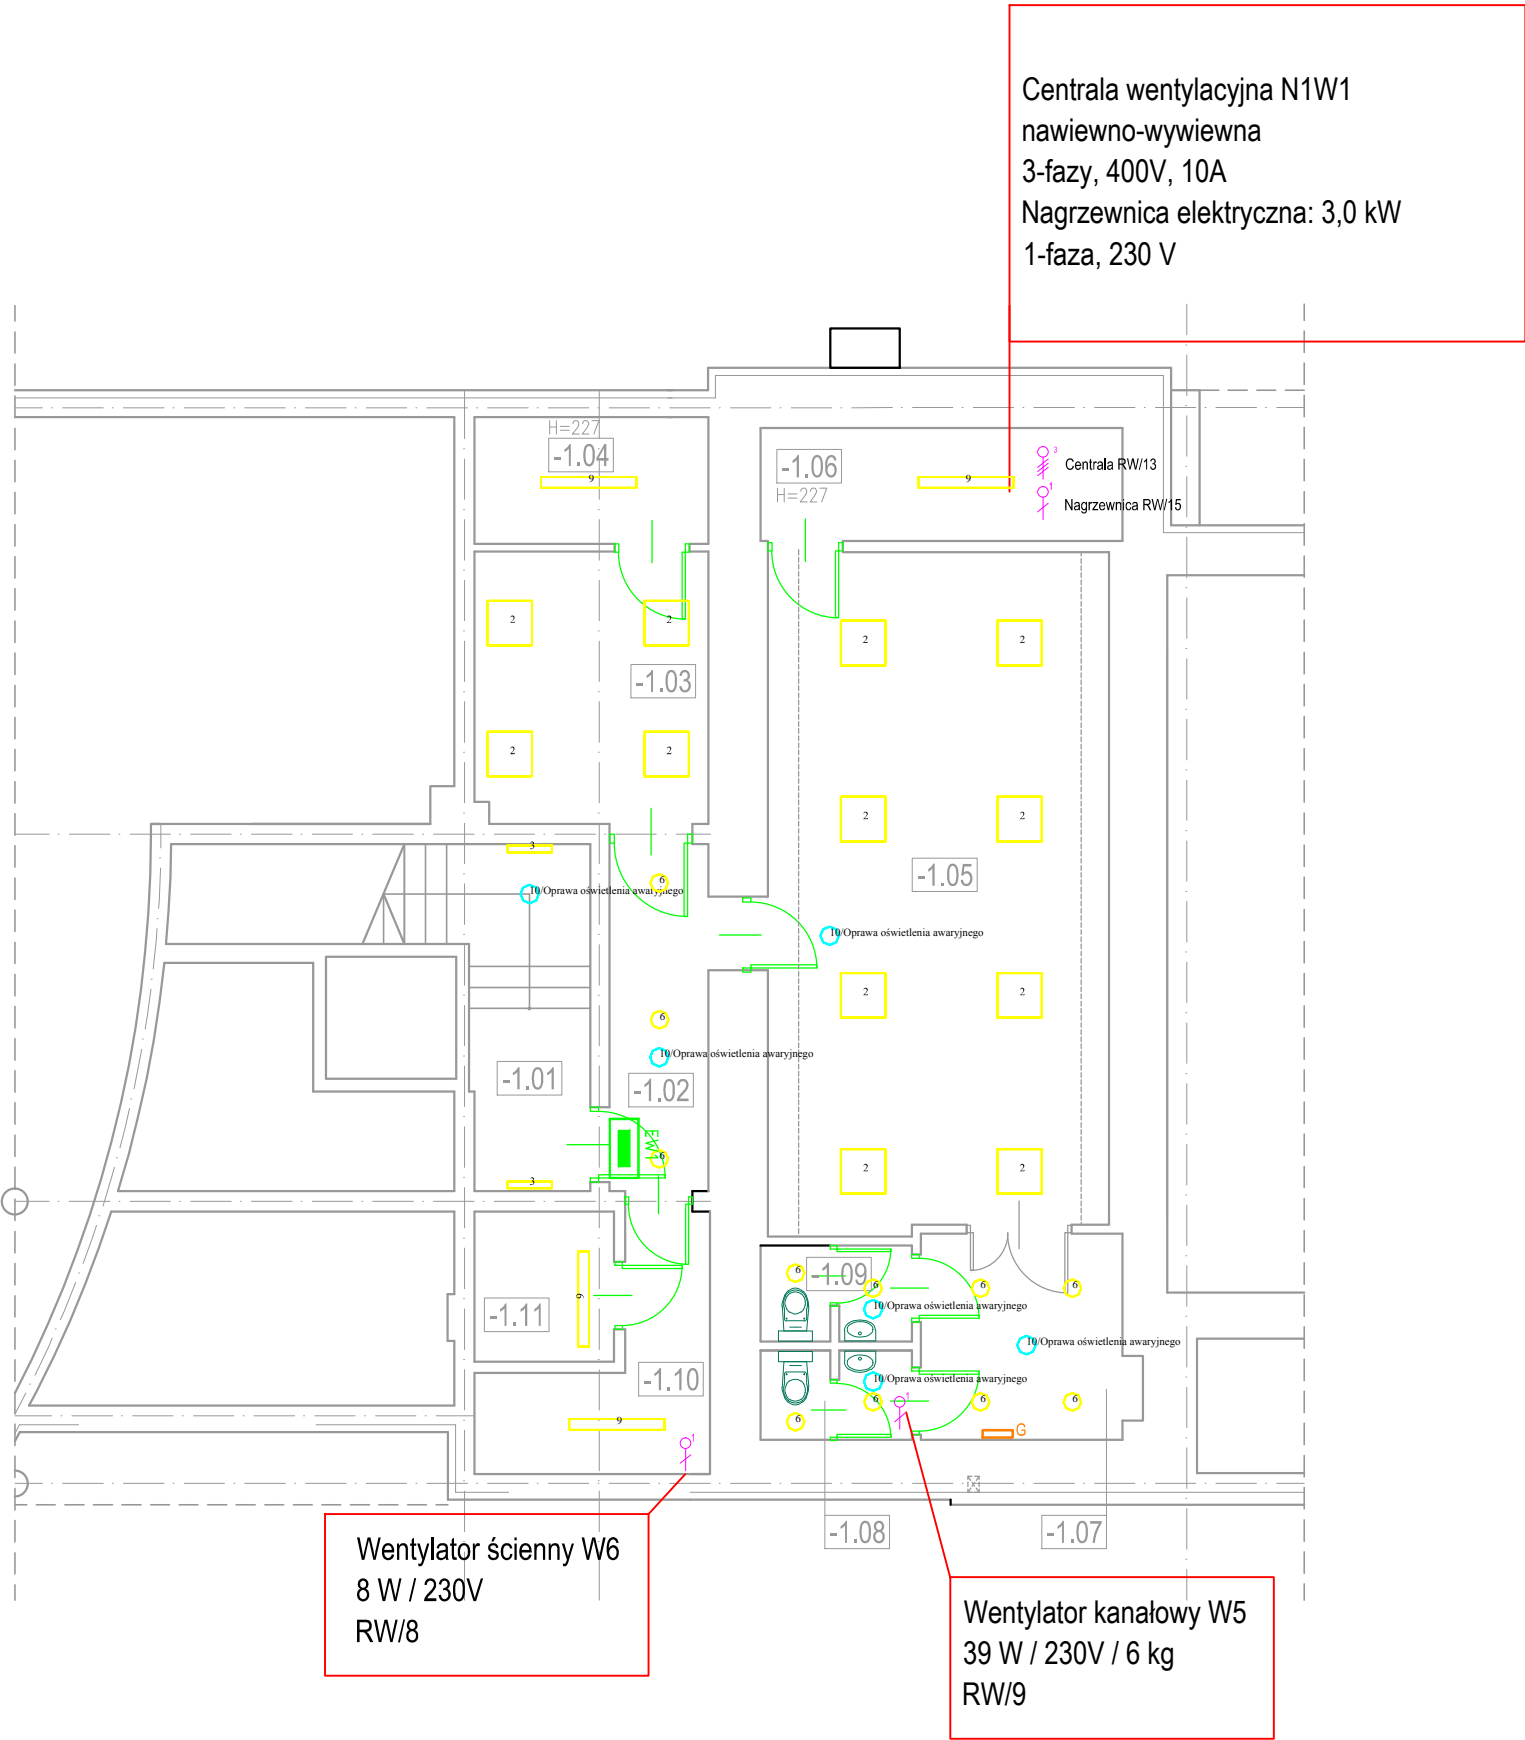 Centrala wentylacyjna N1W1
nawiewno-wywiewna
3-fazy, 400V, 10A
Nagrzewnica elektryczna: 3,0 kW
1-faza, 230 V
H=227
-1.04
9
-1.06
H=227
9
3
Centrala RW/13
1
Nagrzewnica RW/15
2
2
2
2
-1.03
2
2
2
2
3
6
10/Oprawa oświetlenia awaryjnego
-1.05
10/Oprawa oświetlenia awaryjnego
2
2
6
10/Oprawa oświetlenia awaryjnego
-1.01
-1.02
EW
6
2
2
3
6
-1.09
6
6
6
9
10/Oprawa oświetlenia awaryjnego
-1.11
10/Oprawa oświetlenia awaryjnego
-1.10
10/Oprawa oświetlenia awaryjnego
9
1
6
6
1
6
6
G
-1.08
-1.07
Wentylator ścienny W6
8 W / 230V
RW/8
Wentylator kanałowy W5
39 W / 230V / 6 kg
RW/9